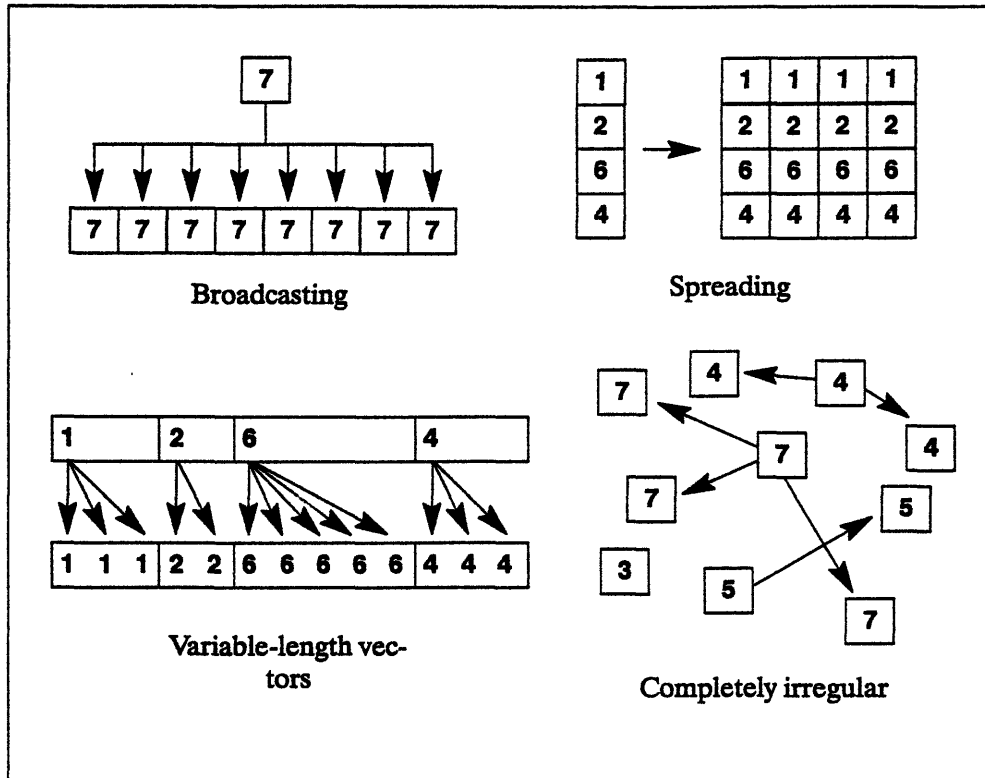 7
7 7 7 7 7 7 7 7
Broadcasting
1
2
6
4
1 1 1 1
2 2 2 2
6 6 6 6
4 4 4 4
Spreading
1 2 6 4
1 1 1 2 2 6 6 6 6 6 4 4 4
Variable-length vec-
tors
7 4 4
4
7
7
5
3
5
7
Completely irregular